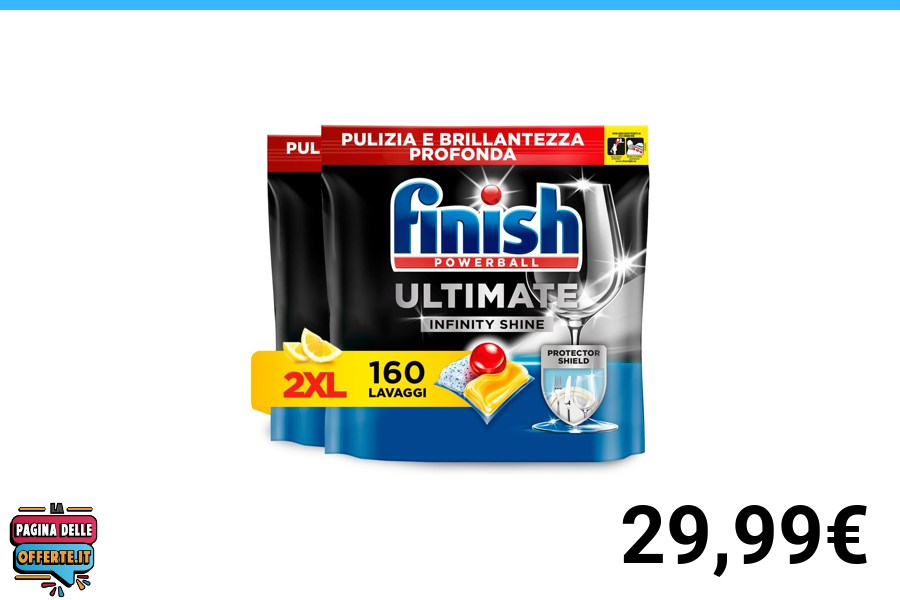 PULIZIA E BRILLANTEZZA
PROFONDA
PUL
finish
POWERBALL
ULTIMATE
INFINITY SHINE
PROTECTOR
SHIELD
2XL
160
LAVAGGI
LA
PAGINA DELLE
OFFERTE.IT
29,99€